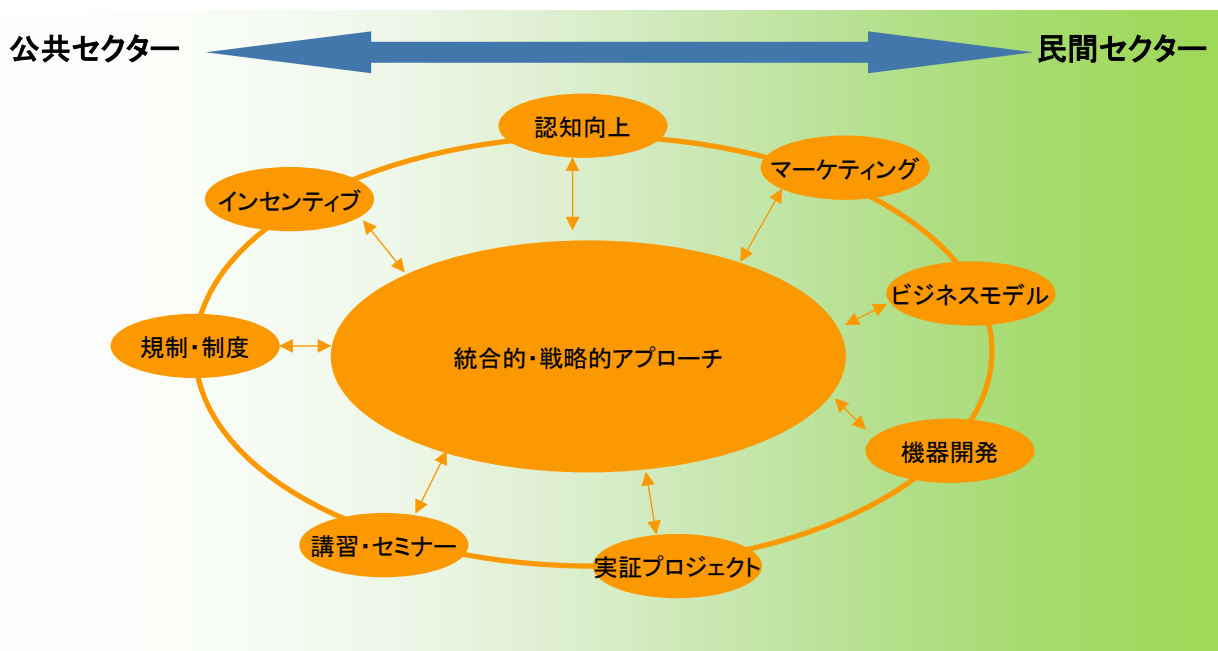 公共セクター
民間セクター
認知向上
マーケティング
インセンティブ
ビジネスモデル
規制・制度
統合的・戦略的アプローチ
機器開発
講習・セミナー
実証プロジェクト